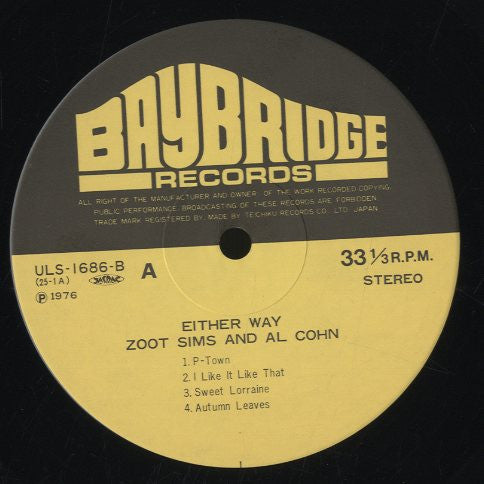 BAYBRIDGE
RECORDS
ALL RIGHT OF THE MANUFACTURER AND OWNER OF THE WORK RECORDED COPYING
PUBLIC PERFORMANCE, BROADCASTING OF THESE RECORDS ARE FORBIDEN
TRADE MARK REGISTERED BY, MADE BY TEICHIKU RECORDS CO. LTD. JAPAN
ULS-1686-B A 33 1/3 R.P.M.
(25-1A) STEREO
Ⓟ 1976
EITHER WAY
ZOOT SIMS AND AL COHN
1. P-Town
2. I Like It Like That
3. Sweet Lorraine
4. Autumn Leaves